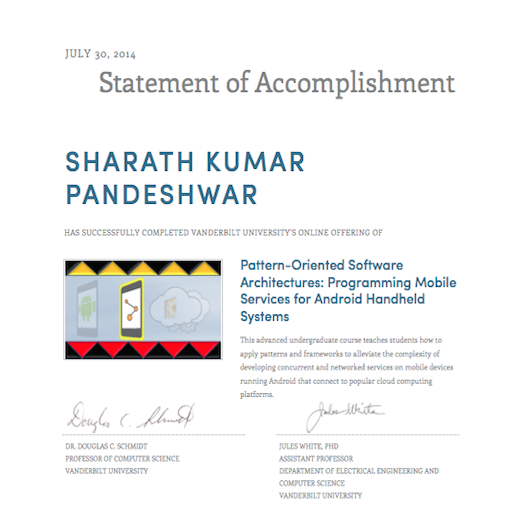 JULY 30, 2014
Statement of Accomplishment
SHARATH KUMAR
PANDESHWAR
HAS SUCCESSFULLY COMPLETED VANDERBILT UNIVERSITY'S ONLINE OFFERING OF
Pattern-Oriented Software
Architectures: Programming Mobile
Services for Android Handheld
Systems
This advanced undergraduate course teaches students how to
apply patterns and frameworks to alleviate the complexity of
developing concurrent and networked services on mobile devices
running Android that connect to popular cloud computing
platforms.
Douglas C. Schmidt
Jules White
DR. DOUGLAS C. SCHMIDT
PROFESSOR OF COMPUTER SCIENCE
VANDERBILT UNIVERSITY
JULES WHITE, PHD
ASSISTANT PROFESSOR
DEPARTMENT OF ELECTRICAL ENGINEERING AND
COMPUTER SCIENCE
VANDERBILT UNIVERSITY